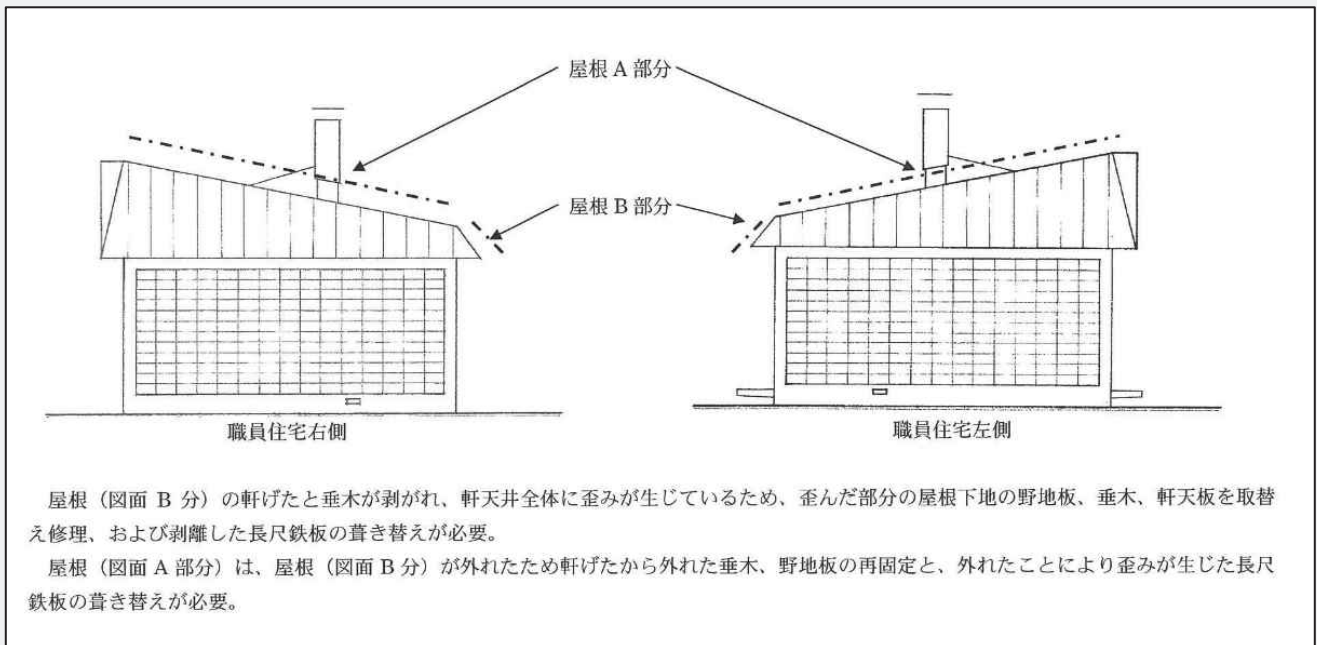 屋根 A 部分
屋根 B 部分
職員住宅右側
職員住宅左側
屋根（図面 B 分）の軒げたと垂木が剥がれ、軒天井全体に歪みが生じているため、歪んだ部分の屋根下地の野地板、垂木、軒天板を取替
え修理、および剥離した長尺鉄板の葺き替えが必要。
屋根（図面 A 部分）は、屋根（図面 B 分）が外れたため軒げたから外れた垂木、野地板の再固定と、外れたことにより歪みが生じた長尺
鉄板の葺き替えが必要。